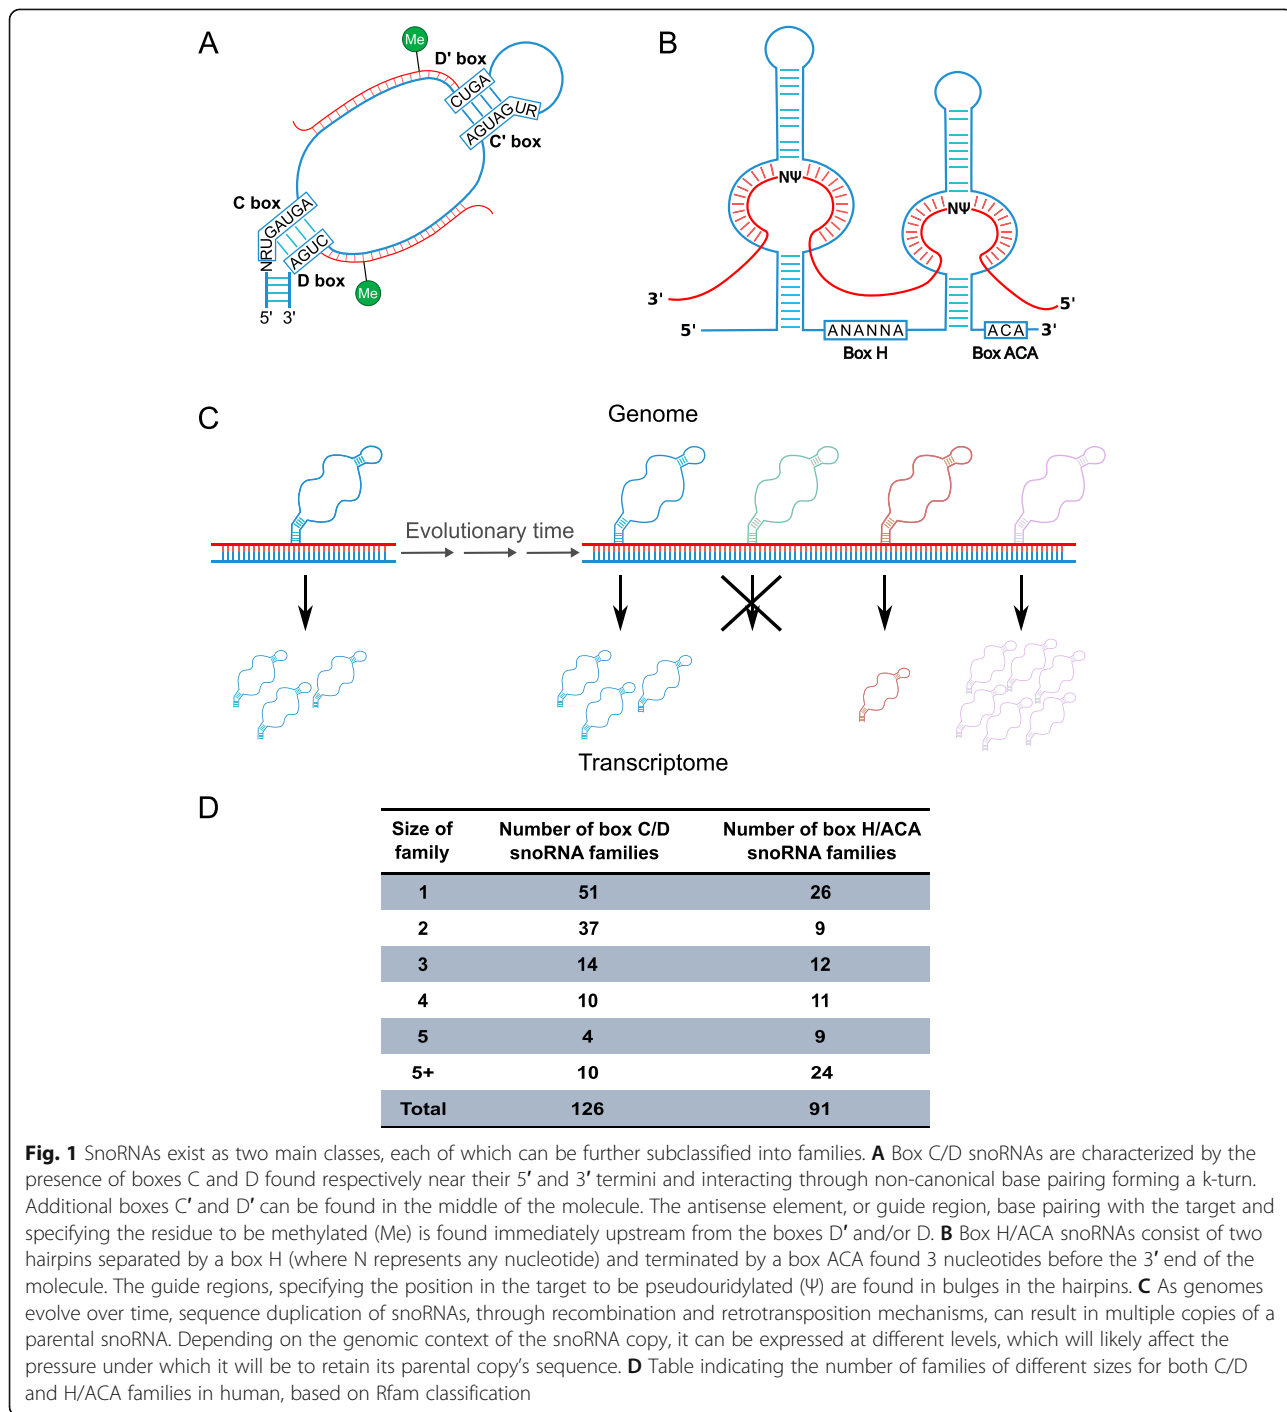 A
Me
D' box
CUGA
AGUAGUR
C' box
C box
NRUGAUGA
AGUC
D box
Me
5' 3'
B
NΨ
NΨ
3'
5'
5'
ANANNA
ACA
3'
Box H
Box ACA
C
Genome
Evolutionary time
Transcriptome
D
Size of family | Number of box C/D snoRNA families | Number of box H/ACA snoRNA families
1 51 26
2 37 9
3 14 12
4 10 11
5 4 9
5+ 10 24
Total 126 91
Fig. 1 SnoRNAs exist as two main classes, each of which can be further subclassified into families. A Box C/D snoRNAs are characterized by the
presence of boxes C and D found respectively near their 5′ and 3′ termini and interacting through non-canonical base pairing forming a k-turn.
Additional boxes C′ and D′ can be found in the middle of the molecule. The antisense element, or guide region, base pairing with the target and
specifying the residue to be methylated (Me) is found immediately upstream from the boxes D′ and/or D. B Box H/ACA snoRNAs consist of two
hairpins separated by a box H (where N represents any nucleotide) and terminated by a box ACA found 3 nucleotides before the 3′ end of the
molecule. The guide regions, specifying the position in the target to be pseudouridylated (Ψ) are found in bulges in the hairpins. C As genomes
evolve over time, sequence duplication of snoRNAs, through recombination and retrotransposition mechanisms, can result in multiple copies of a
parental snoRNA. Depending on the genomic context of the snoRNA copy, it can be expressed at different levels, which will likely affect the
pressure under which it will be to retain its parental copy's sequence. D Table indicating the number of families of different sizes for both C/D
and H/ACA families in human, based on Rfam classification